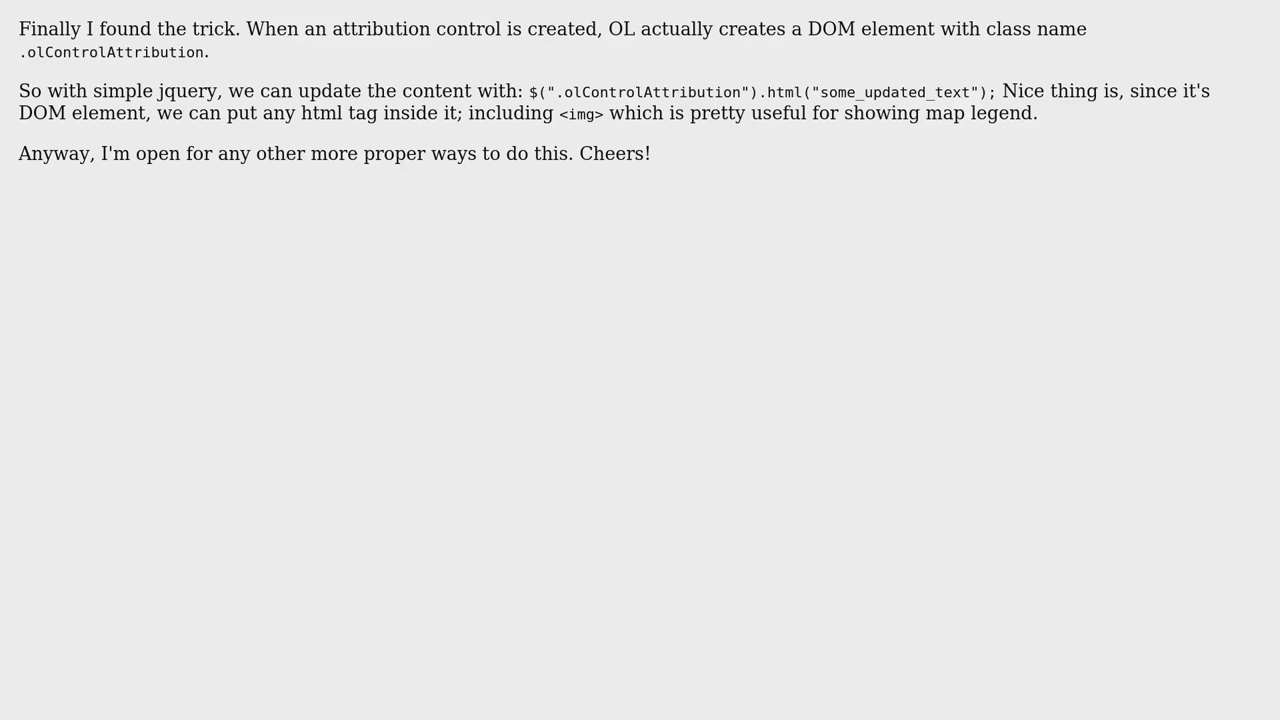 Finally I found the trick. When an attribution control is created, OL actually creates a DOM element with class name
.olControlAttribution.
So with simple jquery, we can update the content with: $(".olControlAttribution").html("some_updated_text"); Nice thing is, since it's
DOM element, we can put any html tag inside it; including <img> which is pretty useful for showing map legend.
Anyway, I'm open for any other more proper ways to do this. Cheers!